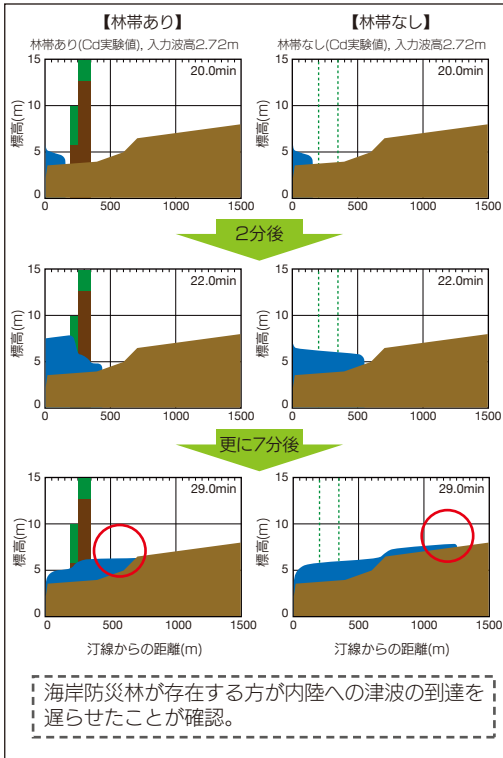 【林帯あり】
林帯あり(Cd実験値), 入力波高2.72m
20.0min
標高(m)
15
10
5
0
0
500
1000
1500
【林帯なし】
林帯なし(Cd実験値), 入力波高2.72m
20.0min
標高(m)
15
10
5
0
0
500
1000
1500
2分後
22.0min
標高(m)
15
10
5
0
0
500
1000
1500
22.0min
標高(m)
15
10
5
0
0
500
1000
1500
更に7分後
29.0min
標高(m)
15
10
5
0
0
500
1000
1500
汀線からの距離(m)
29.0min
標高(m)
15
10
5
0
0
500
1000
1500
汀線からの距離(m)
海岸防災林が存在する方が内陸への津波の到達を
遅らせたことが確認。